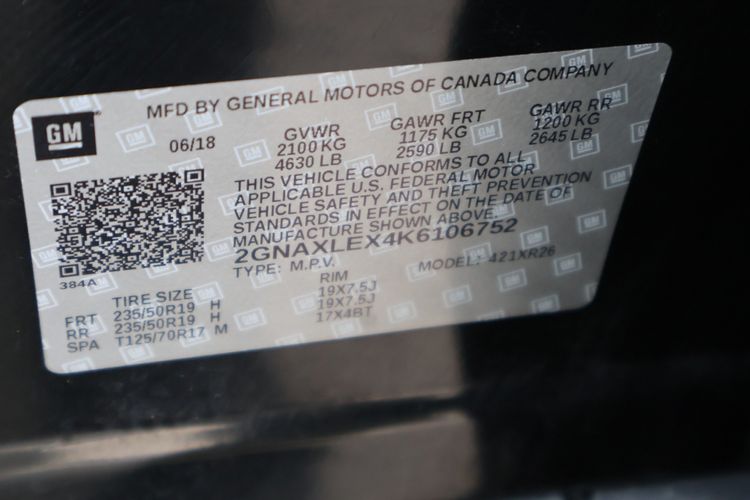 GM
MFD BY GENERAL MOTORS OF CANADA COMPANY
06/18
GVWR
2100 KG
4630 LB
GAWR FRT
1175 KG
2590 LB
GAWR RR
1200 KG
2645 LB
THIS VEHICLE CONFORMS TO ALL
APPLICABLE U.S. FEDERAL MOTOR
VEHICLE SAFETY AND THEFT PREVENTION
STANDARDS IN EFFECT ON THE DATE OF
MANUFACTURE SHOWN ABOVE.
2GNAXLEX4K6106752
TYPE: M.P.V. MODEL: 421XR26
384A
TIRE SIZE RIM
FRT 235/50R19 H 19X7.5J
RR 235/50R19 H 19X7.5J
SPA T125/70R17 M 17X4BT